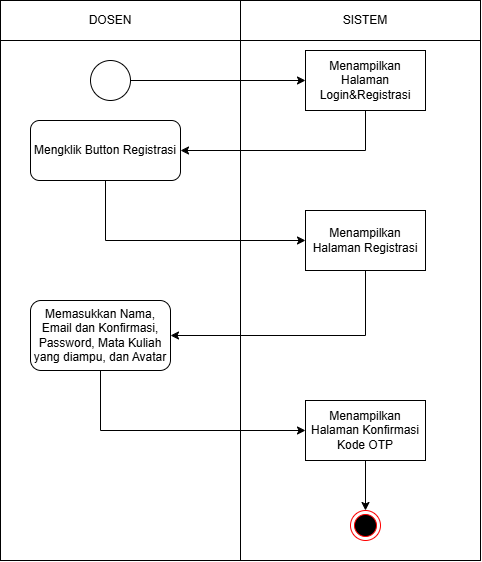 DOSEN
SISTEM
Menampilkan
Halaman
Login&Registrasi
Mengklik Button Registrasi
Menampilkan
Halaman Registrasi
Memasukkan Nama,
Email dan Konfirmasi,
Password, Mata Kuliah
yang diampu, dan Avatar
Menampilkan
Halaman Konfirmasi
Kode OTP